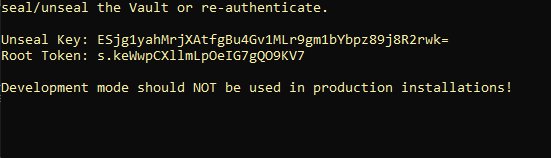 seal/unseal the Vault or re-authenticate.
Unseal Key: ESjg1yahMrjXAtfgBu4Gv1MLr9gm1bYbpz89j8R2rwk=
Root Token: s.keWwpCXllmLpOeIG7gQO9KV7
Development mode should NOT be used in production installations!